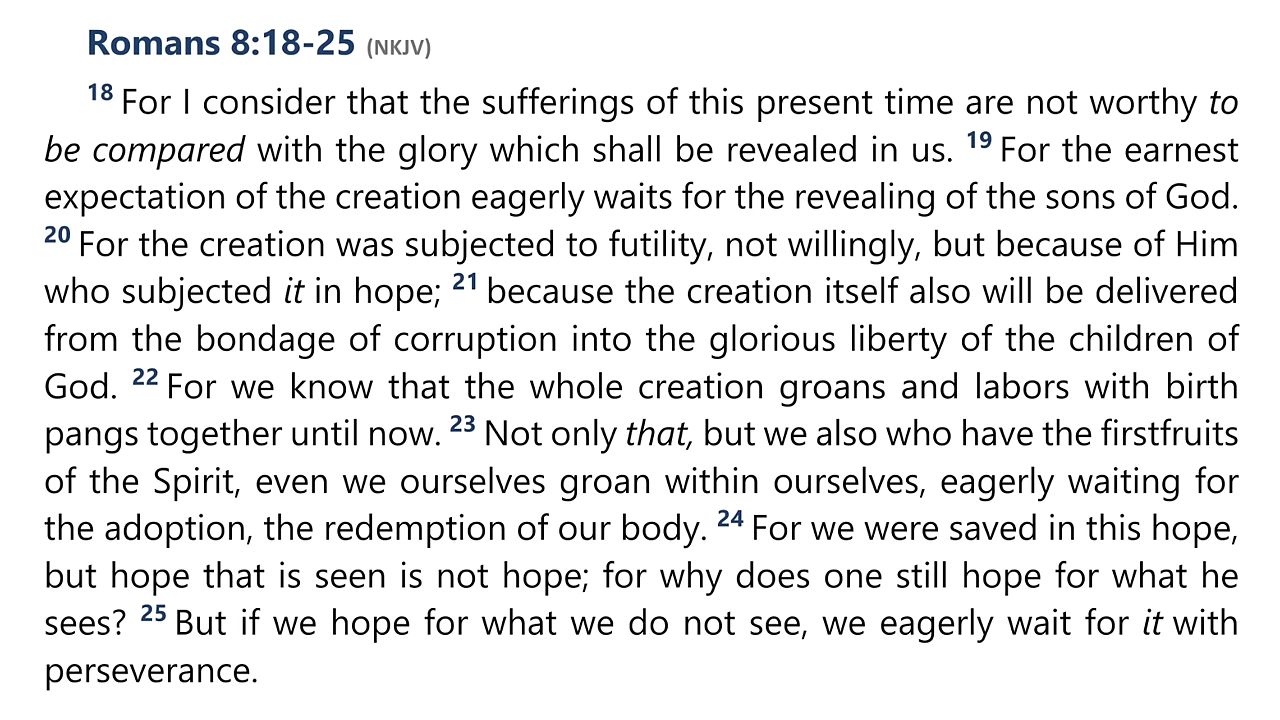 Romans 8:18-25 (NKJV)
18 For I consider that the sufferings of this present time are not worthy to
be compared with the glory which shall be revealed in us. 19 For the earnest
expectation of the creation eagerly waits for the revealing of the sons of God.
20 For the creation was subjected to futility, not willingly, but because of Him
who subjected it in hope; 21 because the creation itself also will be delivered
from the bondage of corruption into the glorious liberty of the children of
God. 22 For we know that the whole creation groans and labors with birth
pangs together until now. 23 Not only that, but we also who have the firstfruits
of the Spirit, even we ourselves groan within ourselves, eagerly waiting for
the adoption, the redemption of our body. 24 For we were saved in this hope,
but hope that is seen is not hope; for why does one still hope for what he
sees? 25 But if we hope for what we do not see, we eagerly wait for it with
perseverance.